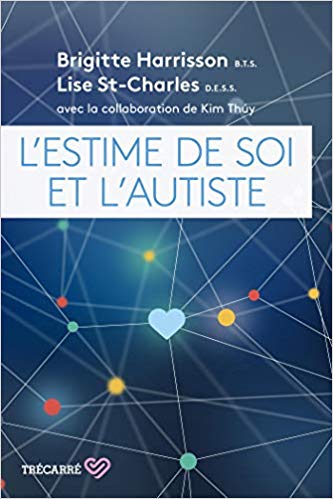 Brigitte Harrisson B.T.S.
Lise St-Charles D.E.S.S.
avec la collaboration de Kim Thúy
L'ESTIME DE SOI
ET L'AUTISTE
TRÉCARRÉ